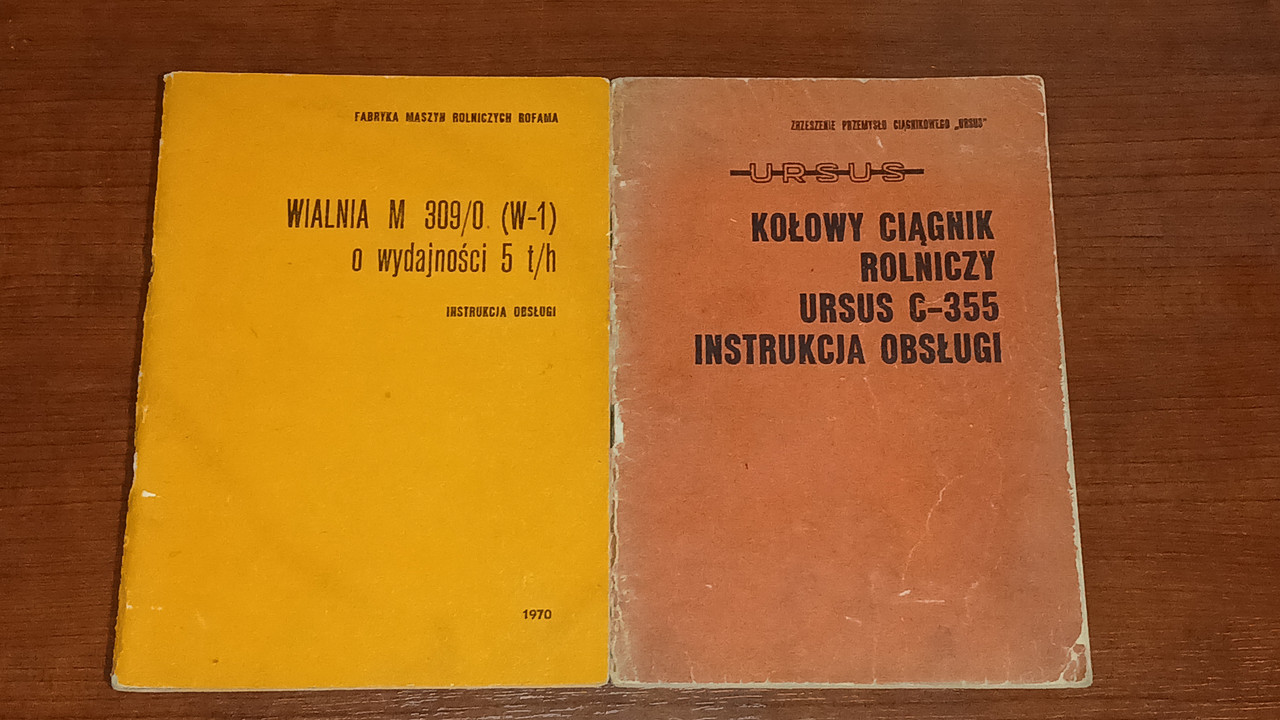 FABRYKA MASZYN ROLNICZYCH ROFAMA
WIALNIA M 309/0 (W-1)
o wydajności 5 t/h
INSTRUKCJA OBSŁUGI
1970
ZRZESZENIE PRZEMYSŁU CIĄGNIKOWEGO „URSUS"
URSUS
KOŁOWY CIĄGNIK
ROLNICZY
URSUS C-355
INSTRUKCJA OBSŁUGI